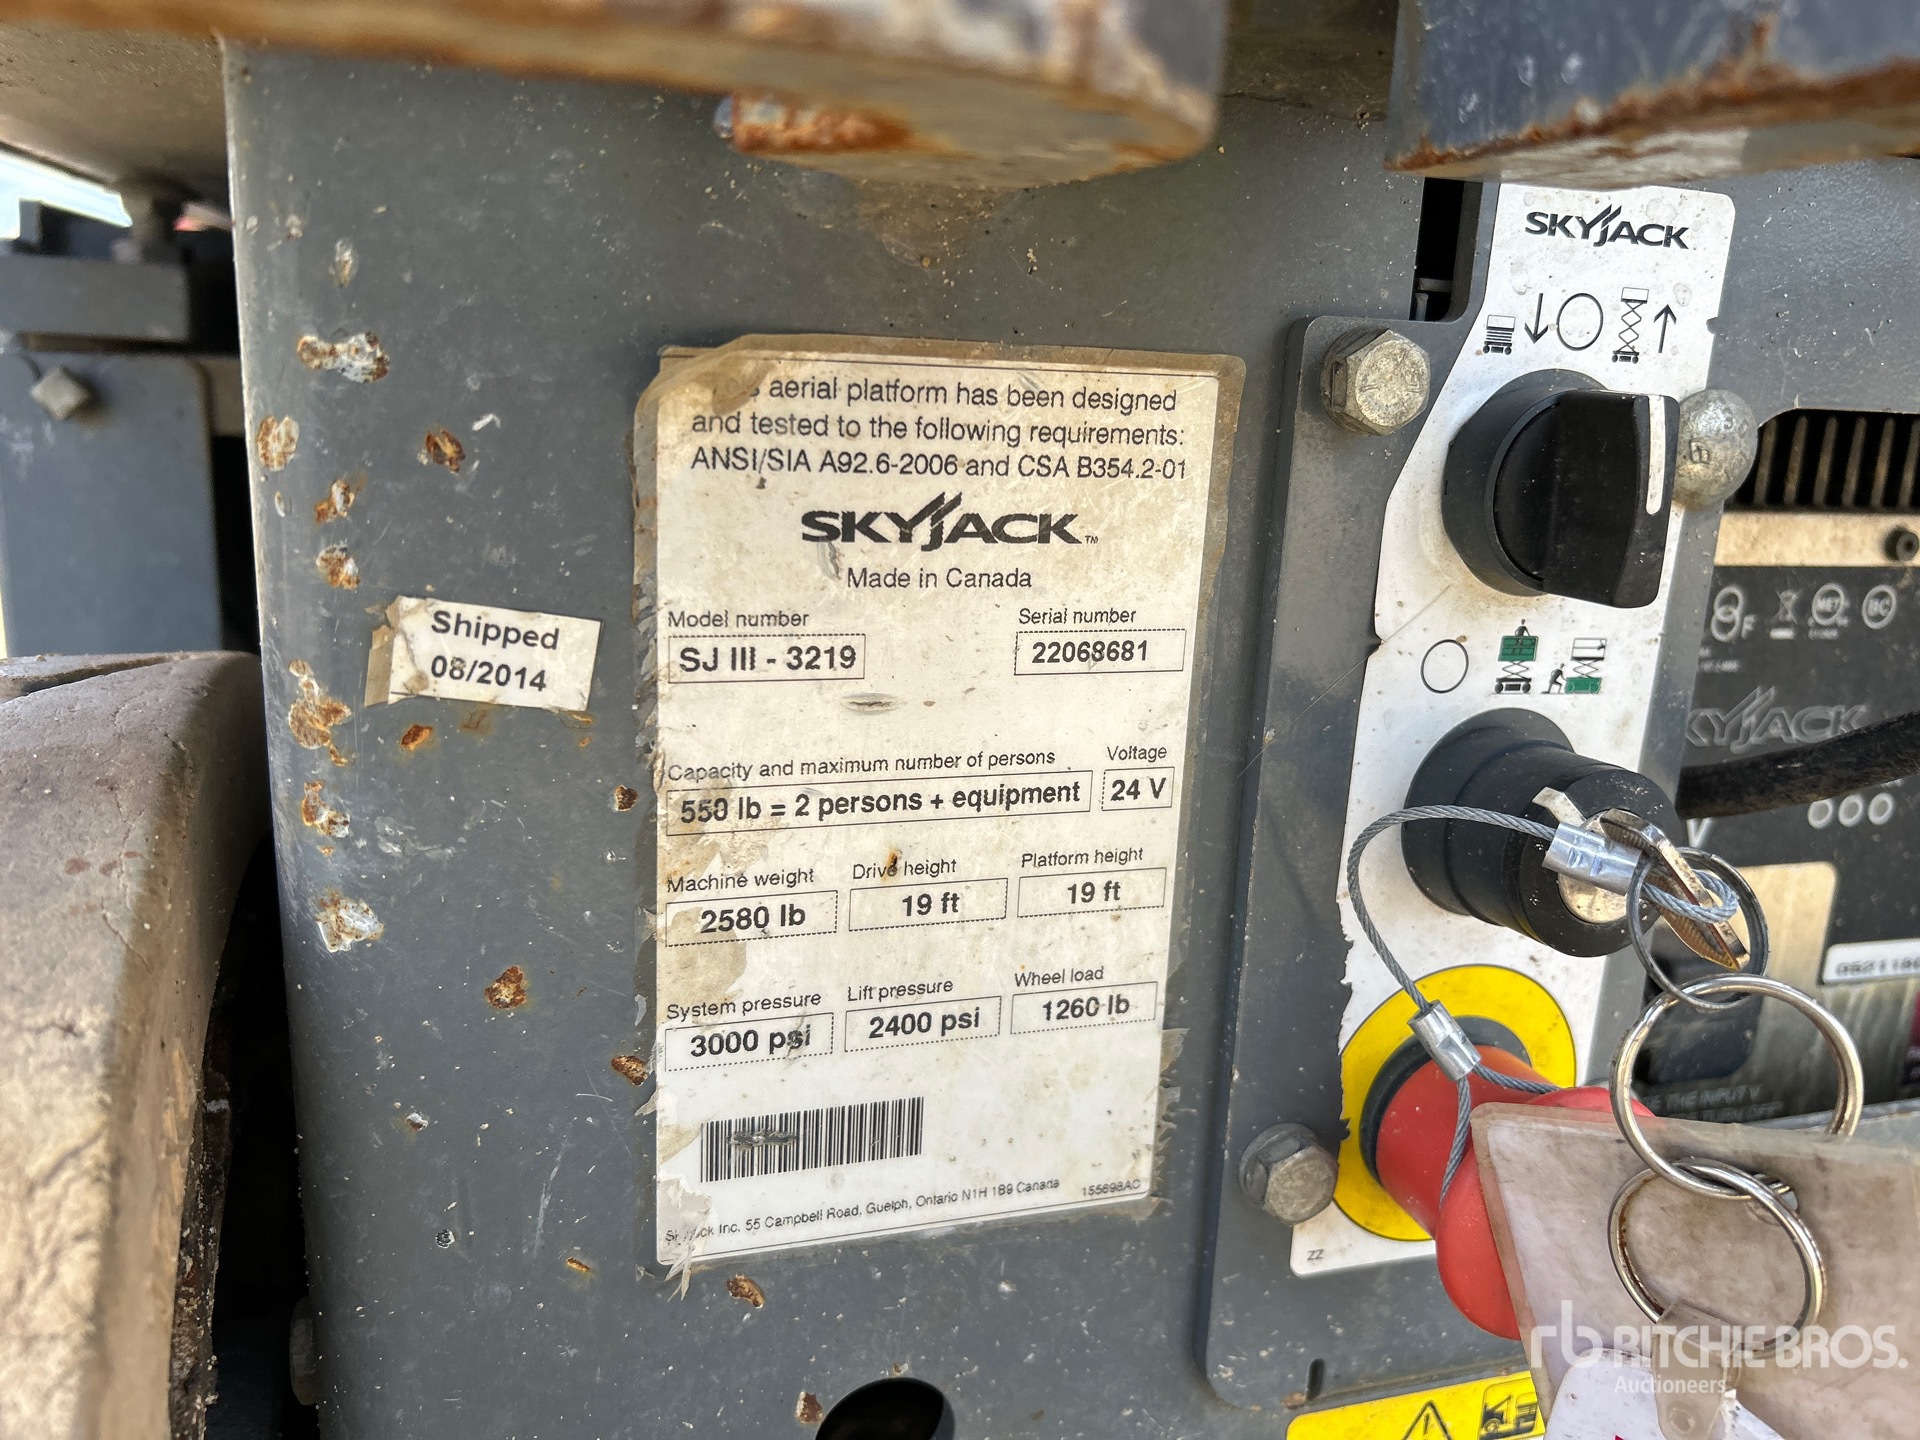 SKYJACK
aerial platform has been designed
and tested to the following requirements:
ANSI/SIA A92.6-2006 and CSA B354.2-01
SKYJACK™
Made in Canada
Model number
SJ III - 3219
Serial number
22068681
Shipped
08/2014
Capacity and maximum number of persons
550 lb = 2 persons + equipment
Voltage
24 V
Machine weight
2580 lb
Drive height
19 ft
Platform height
19 ft
System pressure
3000 psi
Lift pressure
2400 psi
Wheel load
1260 lb
Inc, 55 Campbell Road, Guelph, Ontario N1H 1B9 Canada
155698AC
ZZ
F
SKYJACK
V
THE INPUT
rb RITCHIE BROS.
Auctioneers